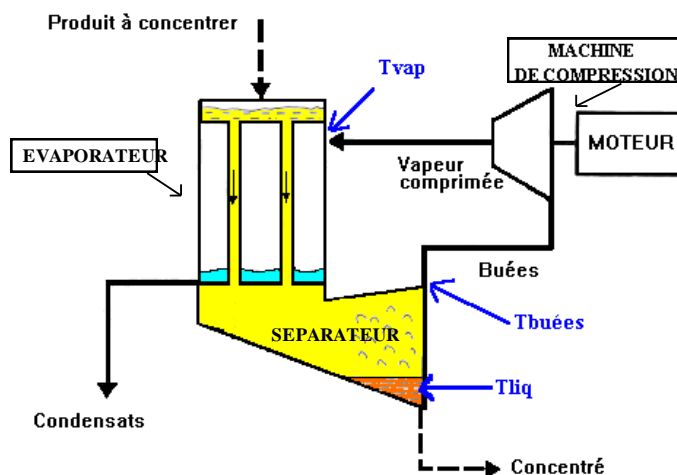 Produit à concentrer
MACHINE
DE COMPRESSION
Tvap
EVAPORATEUR
MOTEUR
Vapeur
comprimée
Buées
SEPARATEUR
Tbuées
Tliq
Condensats
Concentré